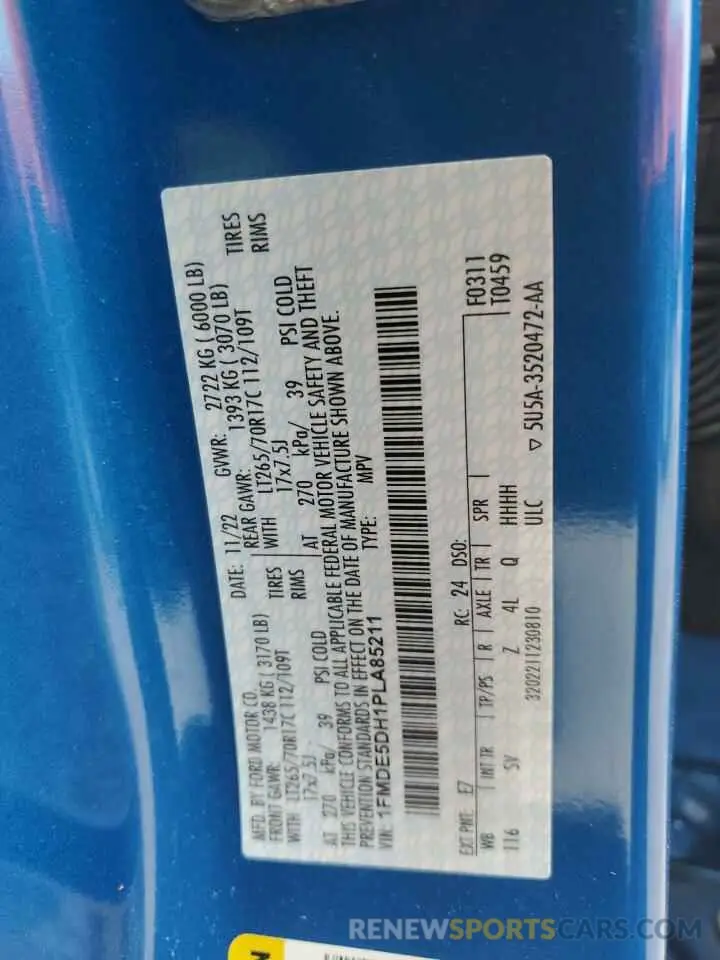 MFD. BY FORD MOTOR CO.
DATE: 11/22
GVWR: 2722 KG ( 6000 LB)
FRONT GAWR: 1438 KG ( 3170 LB)
REAR GAWR: 1393 KG ( 3070 LB)
WITH LT265/70R17C 112/109T TIRES
WITH LT265/70R17C 112/109T TIRES
17x7.5J RIMS
17x7.5J RIMS
AT 270 kPa/ 39 PSI COLD
AT 270 kPa/ 39 PSI COLD
THIS VEHICLE CONFORMS TO ALL APPLICABLE FEDERAL MOTOR VEHICLE SAFETY AND THEFT
PREVENTION STANDARDS IN EFFECT ON THE DATE OF MANUFACTURE SHOWN ABOVE.
VIN: 1FMDE5DH1PLA85211
TYPE: MPV
F0311
T0459
EXT PNT: E7 RC: 24 DSO:
WB INT TR TP/PS R AXLE TR SPR
116 5V Z 4L Q HHHH
3202211230810 ULC ▽ 5U5A-3520472-AA
RENEWSPORTSCARS.COM